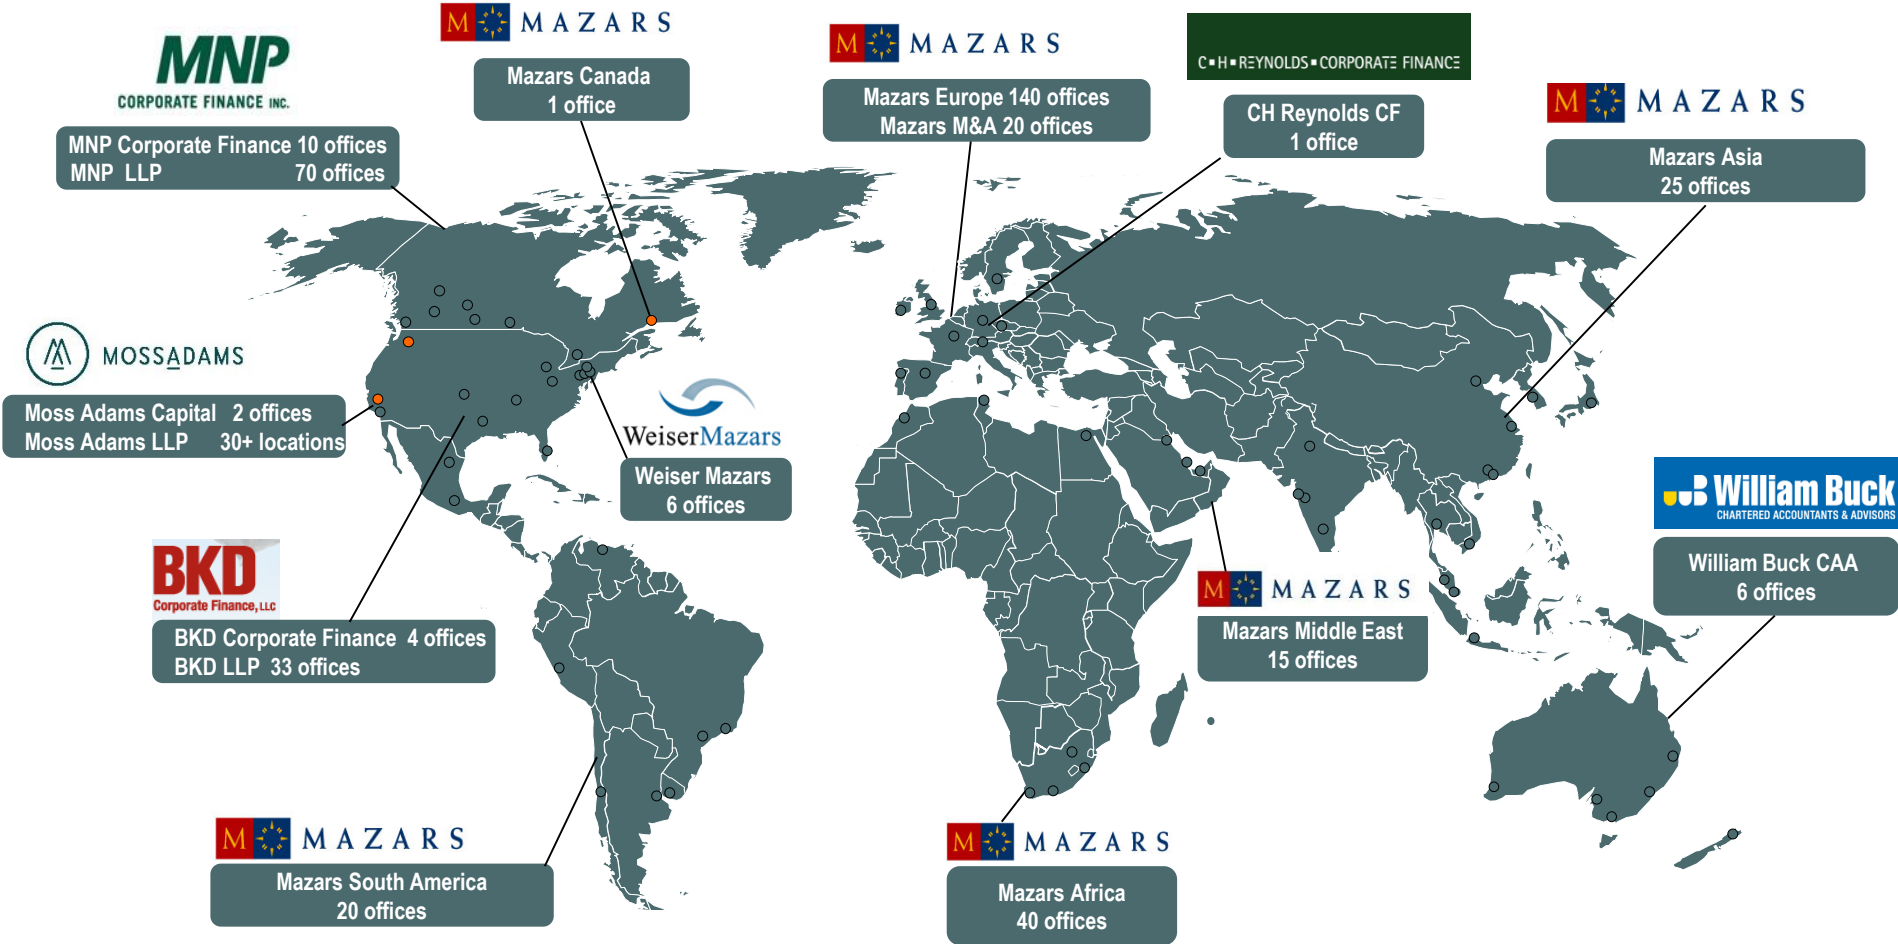 MNP
CORPORATE FINANCE INC.
MNP Corporate Finance 10 offices
MNP LLP 70 offices
M MAZARS
Mazars Canada
1 office
M MAZARS
Mazars Europe 140 offices
Mazars M&A 20 offices
C■H■REYNOLDS■CORPORATE FINANCE
CH Reynolds CF
1 office
M MAZARS
Mazars Asia
25 offices
MOSSADAMS
Moss Adams Capital 2 offices
Moss Adams LLP 30+ locations
WeiserMazars
Weiser Mazars
6 offices
William Buck
CHARTERED ACCOUNTANTS & ADVISORS
William Buck CAA
6 offices
BKD
Corporate Finance, LLC
BKD Corporate Finance 4 offices
BKD LLP 33 offices
M MAZARS
Mazars Middle East
15 offices
M MAZARS
Mazars South America
20 offices
M MAZARS
Mazars Africa
40 offices